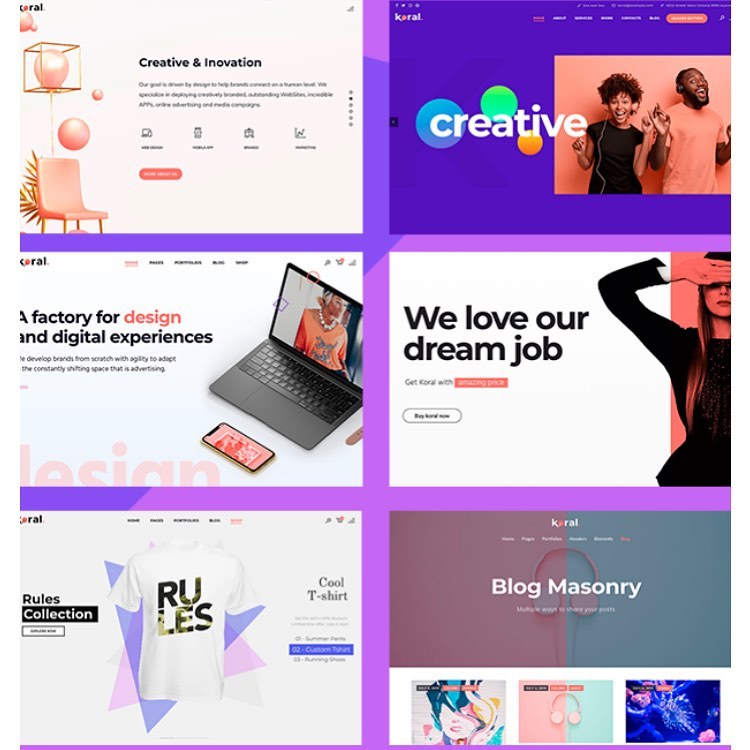 koral.
Creative & Inovation
Our goal is driven by design to help brands connect on a human level. We
specialize in deploying creatively branded, outstanding WebSites, incredible
APPs, online advertising and media campaigns.
WEB DESIGN MOBILE APP BRANDING MARKETING
MORE ABOUT US
koral.
HOME ABOUT SERVICES WORK CONTACTS BLOG HEADER BUTTON
creative
koral.
HOME PAGES PORTFOLIOS BLOG SHOP
A factory for design
and digital experiences
We develop brands from scratch with agility to adapt
the constantly shifting space that is advertising.
design
We love our
dream job
Get Koral with amazing price
Buy koral now
koral.
HOME PAGES PORTFOLIOS BLOG SHOP
Rules
Collection
EXPLORE NOW
RU
LES
Cool
T-shirt
01 - Summer Pants
02 - Custom Tshirt
03 - Running Shoes
koral.
Home Pages Portfolios Headers Elements Blog
Blog Masonry
Multiple ways to share your posts